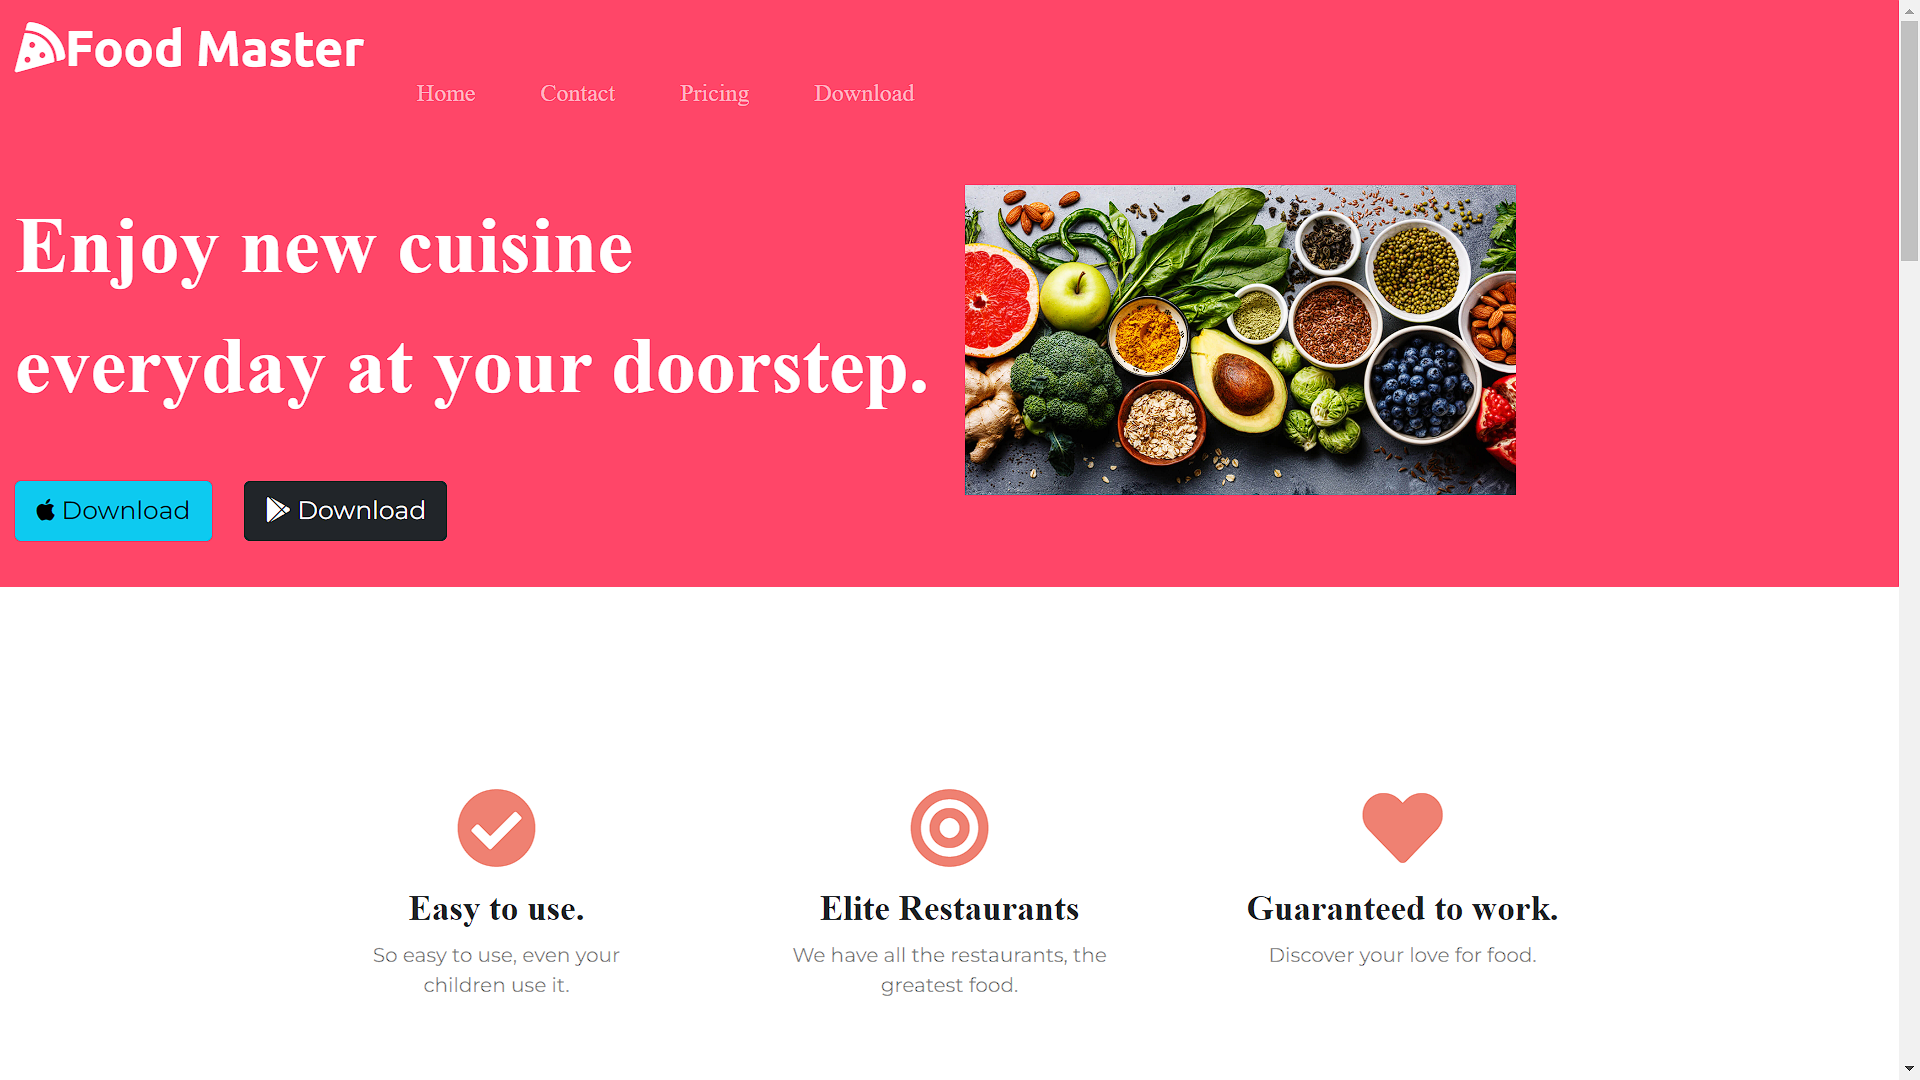 Food Master
Home Contact Pricing Download
Enjoy new cuisine
everyday at your doorstep.
Download Download
Easy to use.
So easy to use, even your
children use it.
Elite Restaurants
We have all the restaurants, the
greatest food.
Guaranteed to work.
Discover your love for food.